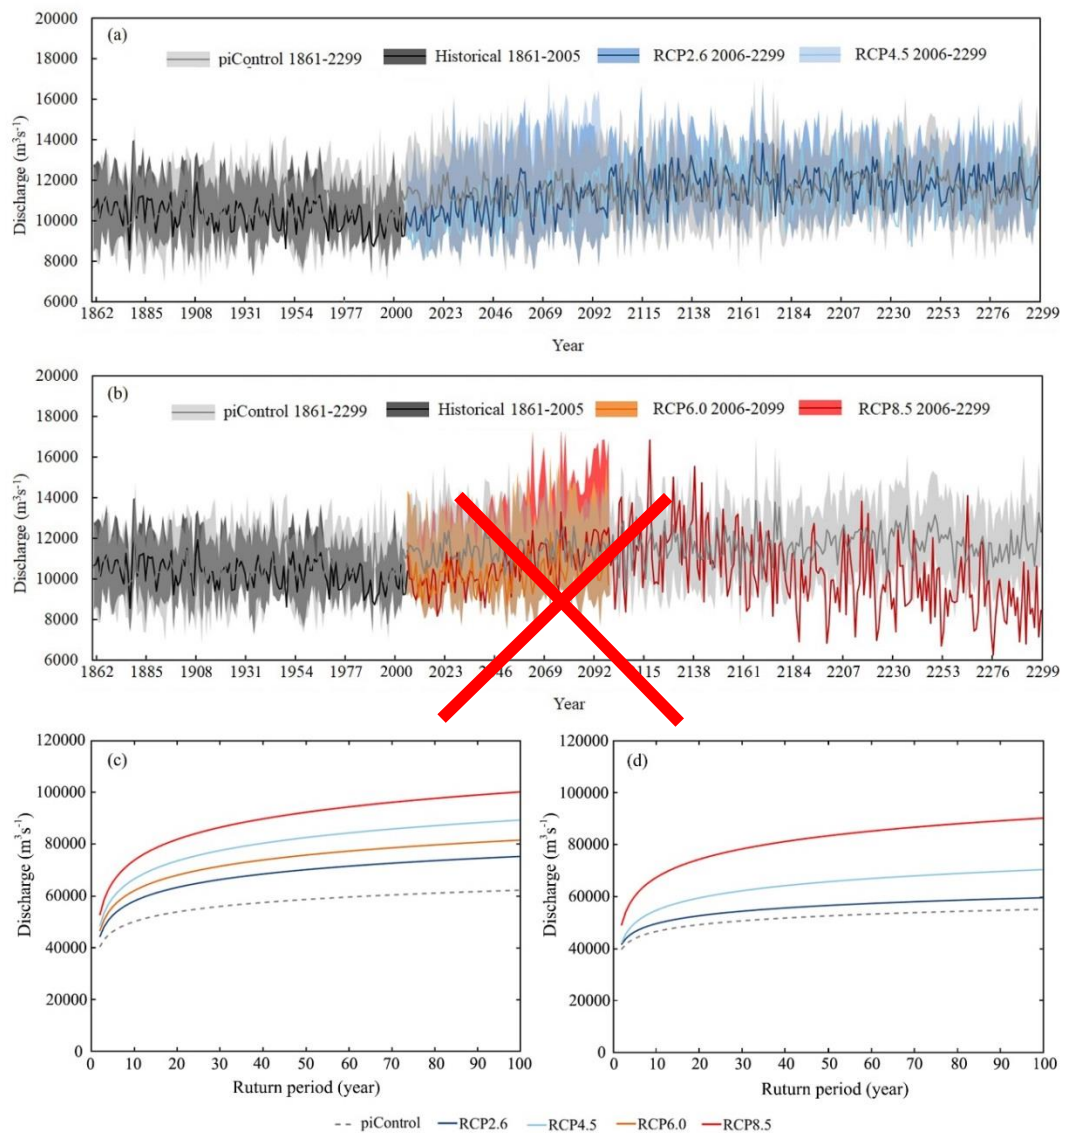 20000
18000
16000
14000
12000
10000
8000
6000
Discharge (m³s⁻¹)
(a)
piControl 1861-2299
Historical 1861-2005
RCP2.6 2006-2299
RCP4.5 2006-2299
1862 1885 1908 1931 1954 1977 2000 2023 2046 2069 2092 2115 2138 2161 2184 2207 2230 2253 2276 2299
Year
20000
18000
16000
14000
12000
10000
8000
6000
Discharge (m³s⁻¹)
(b)
piControl 1861-2299
Historical 1861-2005
RCP6.0 2006-2099
RCP8.5 2006-2299
1862 1885 1908 1931 1954 1977 2000 2023 2046 2069 2092 2115 2138 2161 2184 2207 2230 2253 2276 2299
Year
120000
100000
80000
60000
40000
20000
0
Discharge (m³s⁻¹)
(c)
0 10 20 30 40 50 60 70 80 90 100
Ruturn period (year)
120000
100000
80000
60000
40000
20000
0
Discharge (m³s⁻¹)
(d)
0 10 20 30 40 50 60 70 80 90 100
Ruturn period (year)
piControl RCP2.6 RCP4.5 RCP6.0 RCP8.5